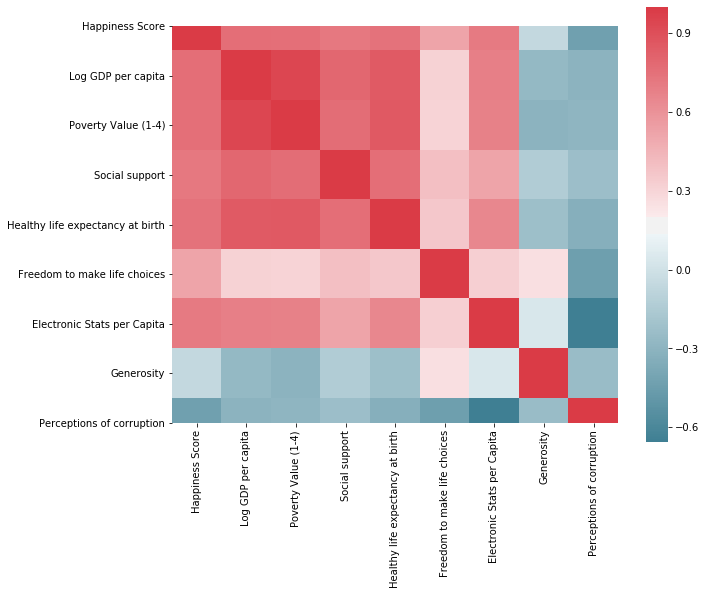 Happiness Score
Log GDP per capita
Poverty Value (1-4)
Social support
Healthy life expectancy at birth
Freedom to make life choices
Electronic Stats per Capita
Generosity
Perceptions of corruption
Happiness Score
Log GDP per capita
Poverty Value (1-4)
Social support
Healthy life expectancy at birth
Freedom to make life choices
Electronic Stats per Capita
Generosity
Perceptions of corruption
0.9
0.6
0.3
0.0
−0.3
−0.6